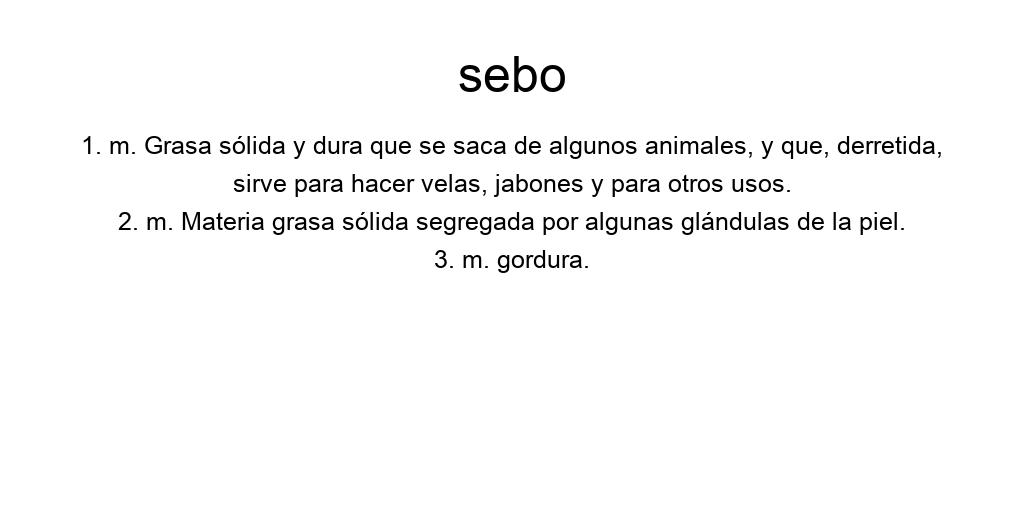 sebo
1. m. Grasa sólida y dura que se saca de algunos animales, y que, derretida,
sirve para hacer velas, jabones y para otros usos.
2. m. Materia grasa sólida segregada por algunas glándulas de la piel.
3. m. gordura.